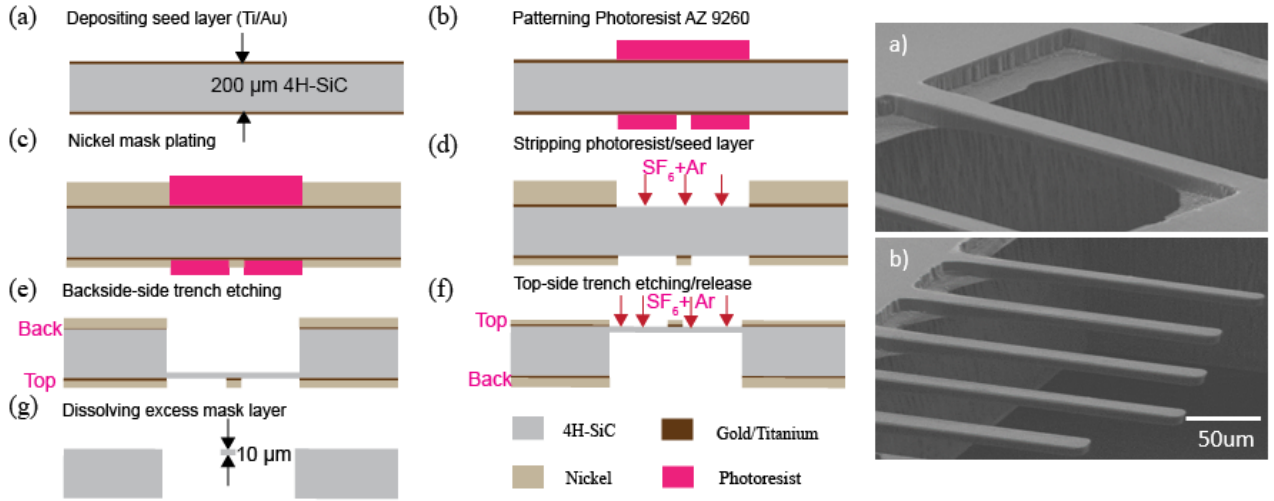 (a) Depositing seed layer (Ti/Au)
200 µm 4H-SiC
(b) Patterning Photoresist AZ 9260
(c) Nickel mask plating
(d) Stripping photoresist/seed layer
SF6+Ar
(e) Backside-side trench etching
Back
Top
(f) Top-side trench etching/release
SF6+Ar
Top
Back
(g) Dissolving excess mask layer
10 µm
4H-SiC
Gold/Titanium
Nickel
Photoresist
a)
b)
50um